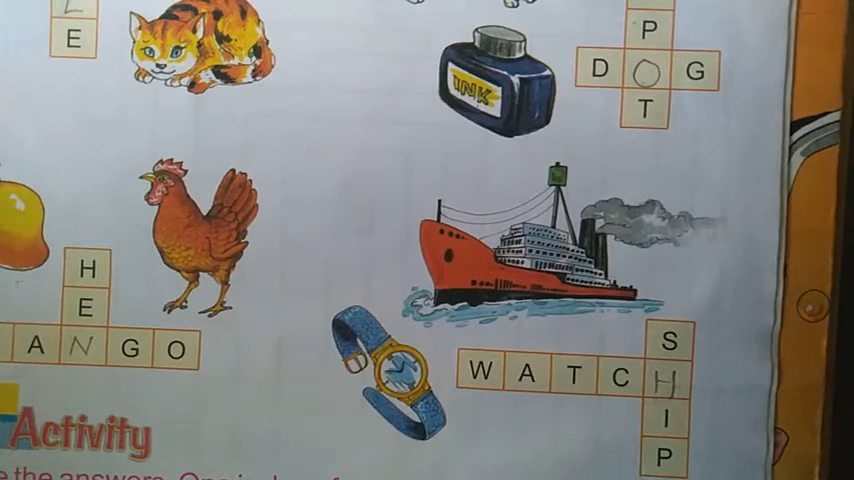 L
E
INK
P
D O G
T
H
E
A N G O
S
W A T C H
I
P
Activity
the answers.